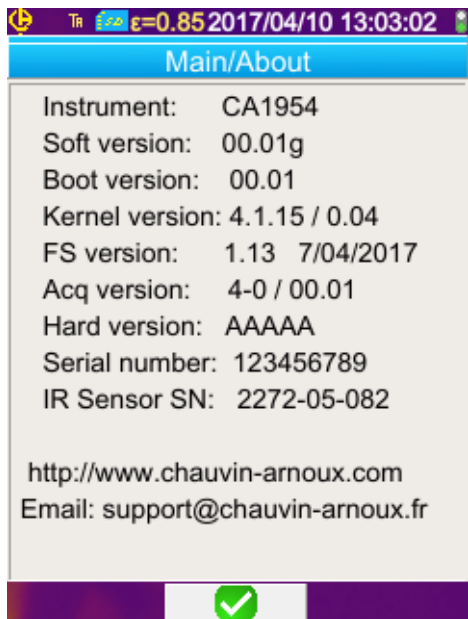 TR SD ε=0.85 2017/04/10 13:03:02
Main/About
Instrument: CA1954
Soft version: 00.01g
Boot version: 00.01
Kernel version: 4.1.15 / 0.04
FS version: 1.13 7/04/2017
Acq version: 4-0 / 00.01
Hard version: AAAAA
Serial number: 123456789
IR Sensor SN: 2272-05-082
http://www.chauvin-arnoux.com
Email: support@chauvin-arnoux.fr